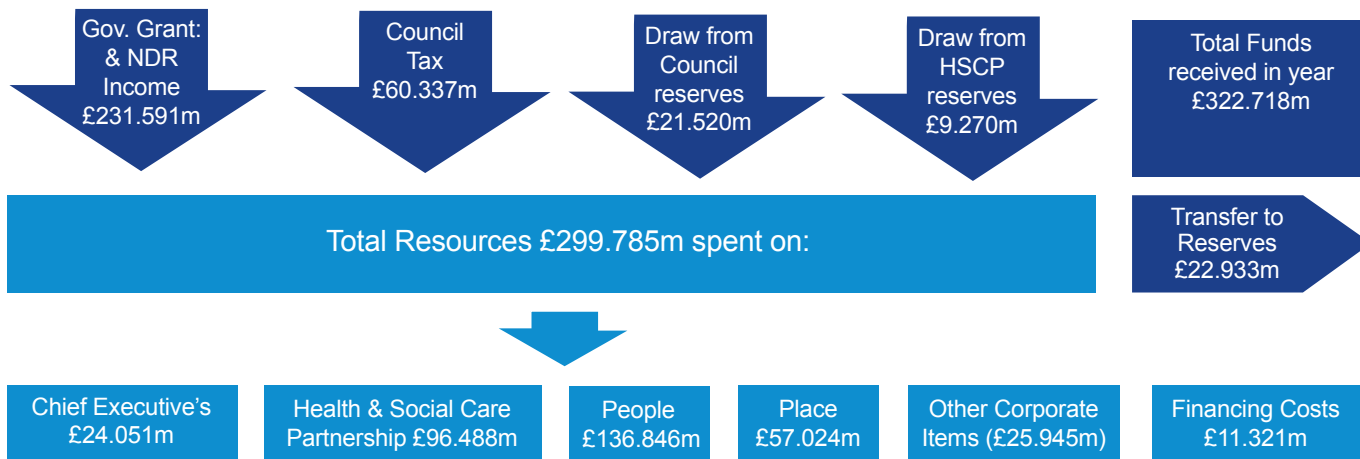 Gov. Grant:
& NDR
Income
£231.591m
Council
Tax
£60.337m
Draw from
Council
reserves
£21.520m
Draw from
HSCP
reserves
£9.270m
Total Funds
received in year
£322.718m
Total Resources £299.785m spent on:
Transfer to
Reserves
£22.933m
Chief Executive's
£24.051m
Health & Social Care
Partnership £96.488m
People
£136.846m
Place
£57.024m
Other Corporate
Items (£25.945m)
Financing Costs
£11.321m